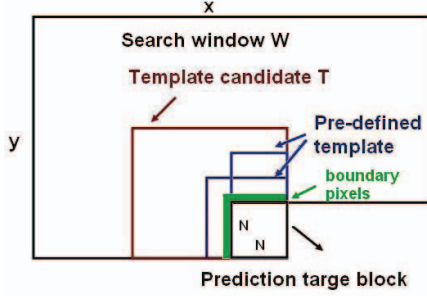 x
Search window W
Template candidate T
y
Pre-defined
template
boundary
pixels
N
N
Prediction targe block